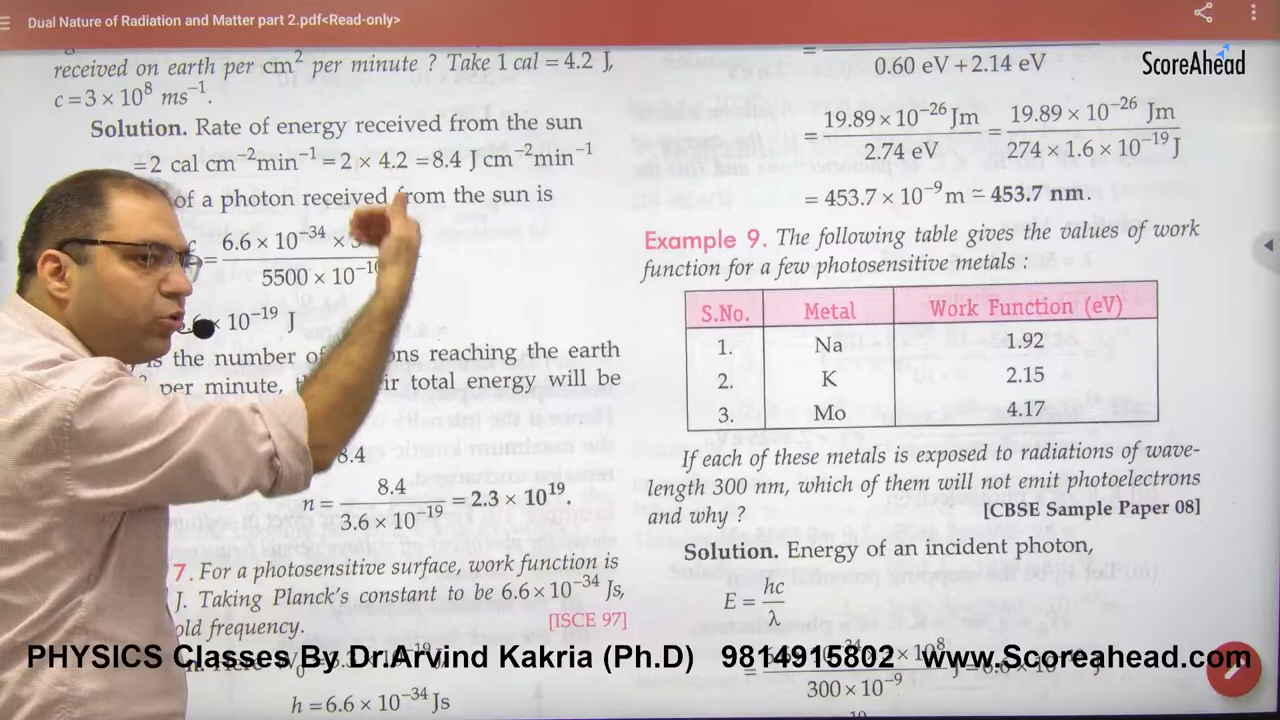 Dual Nature of Radiation and Matter part 2.pdf<Read-only>
ScoreAhead
received on earth per cm² per minute ? Take 1 cal = 4.2 J,
c = 3 × 10⁸ ms⁻¹.
Solution. Rate of energy received from the sun
= 2 cal cm⁻² min⁻¹ = 2 × 4.2 = 8.4 J cm⁻² min⁻¹
of a photon received from the sun is
= 6.6 × 10⁻³⁴ ×
5500 × 10
× 10⁻¹⁹ J
is the number of reaching the earth
per minute, total energy will be
8.4
n = 8.4 / 3.6 × 10⁻¹⁹ = 2.3 × 10¹⁹.
7. For a photosensitive surface, work function is
J. Taking Planck's constant to be 6.6 × 10⁻³⁴ Js,
old frequency. [ISCE 97]
h = 6.6 × 10⁻³⁴ Js
=
0.60 eV + 2.14 eV
= 19.89 × 10⁻²⁶ Jm / 2.74 eV = 19.89 × 10⁻²⁶ Jm / 274 × 1.6 × 10⁻¹⁹ J
= 453.7 × 10⁻⁹ m ≃ 453.7 nm.
Example 9. The following table gives the values of work
function for a few photosensitive metals :
S.No. Metal Work Function (eV)
1. Na 1.92
2. K 2.15
3. Mo 4.17
If each of these metals is exposed to radiations of wave-
length 300 nm, which of them will not emit photoelectrons
and why ? [CBSE Sample Paper 08]
Solution. Energy of an incident photon,
E = hc / λ
300 × 10⁻⁹
PHYSICS Classes By Dr.Arvind Kakria (Ph.D) 9814915802 www.Scoreahead.com